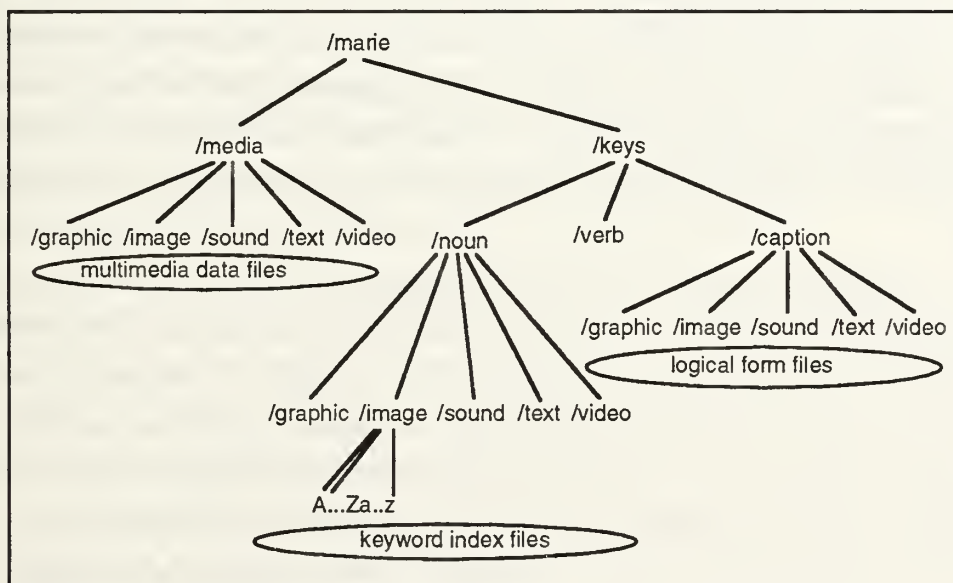 /marie
/media /keys
/graphic /image /sound /text /video
multimedia data files
/noun /verb /caption
/graphic /image /sound /text /video
logical form files
/graphic /image /sound /text /video
A...Za..z
keyword index files